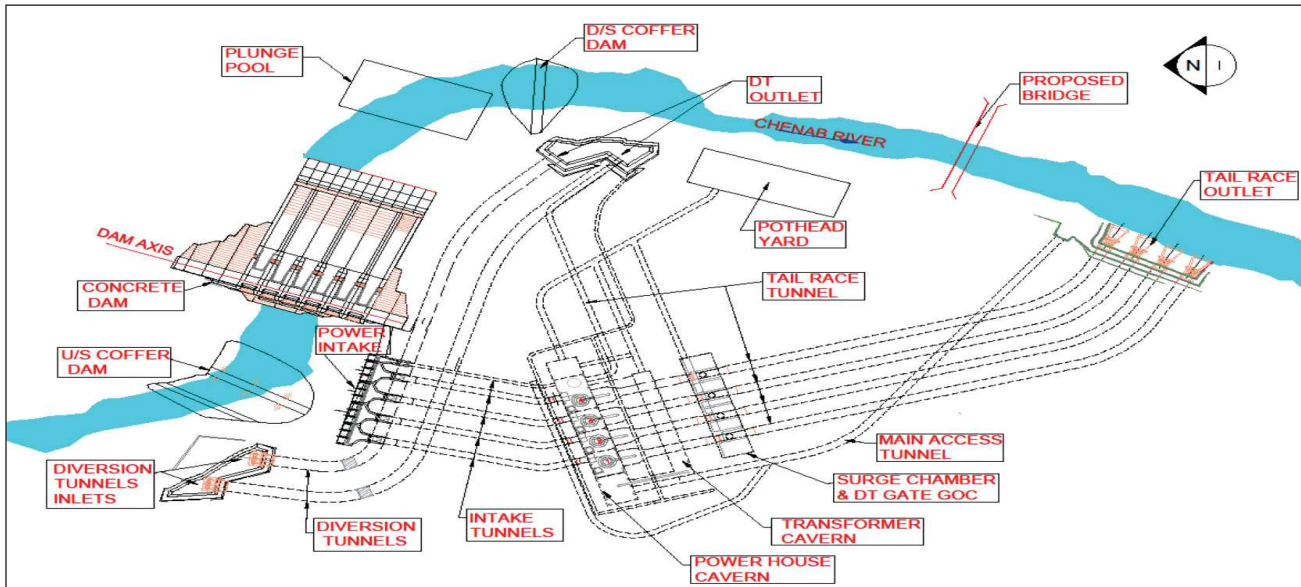 D/S COFFER
DAM
PLUNGE
POOL
DT
OUTLET
N
PROPOSED
BRIDGE
CHENAB RIVER
TAIL RACE
OUTLET
POTHEAD
YARD
DAM AXIS
CONCRETE
DAM
TAIL RACE
TUNNEL
POWER
INTAKE
U/S COFFER
DAM
MAIN ACCESS
TUNNEL
DIVERSION
TUNNELS
INLETS
SURGE CHAMBER
& DT GATE GOC
INTAKE
TUNNELS
DIVERSION
TUNNELS
TRANSFORMER
CAVERN
POWER HOUSE
CAVERN